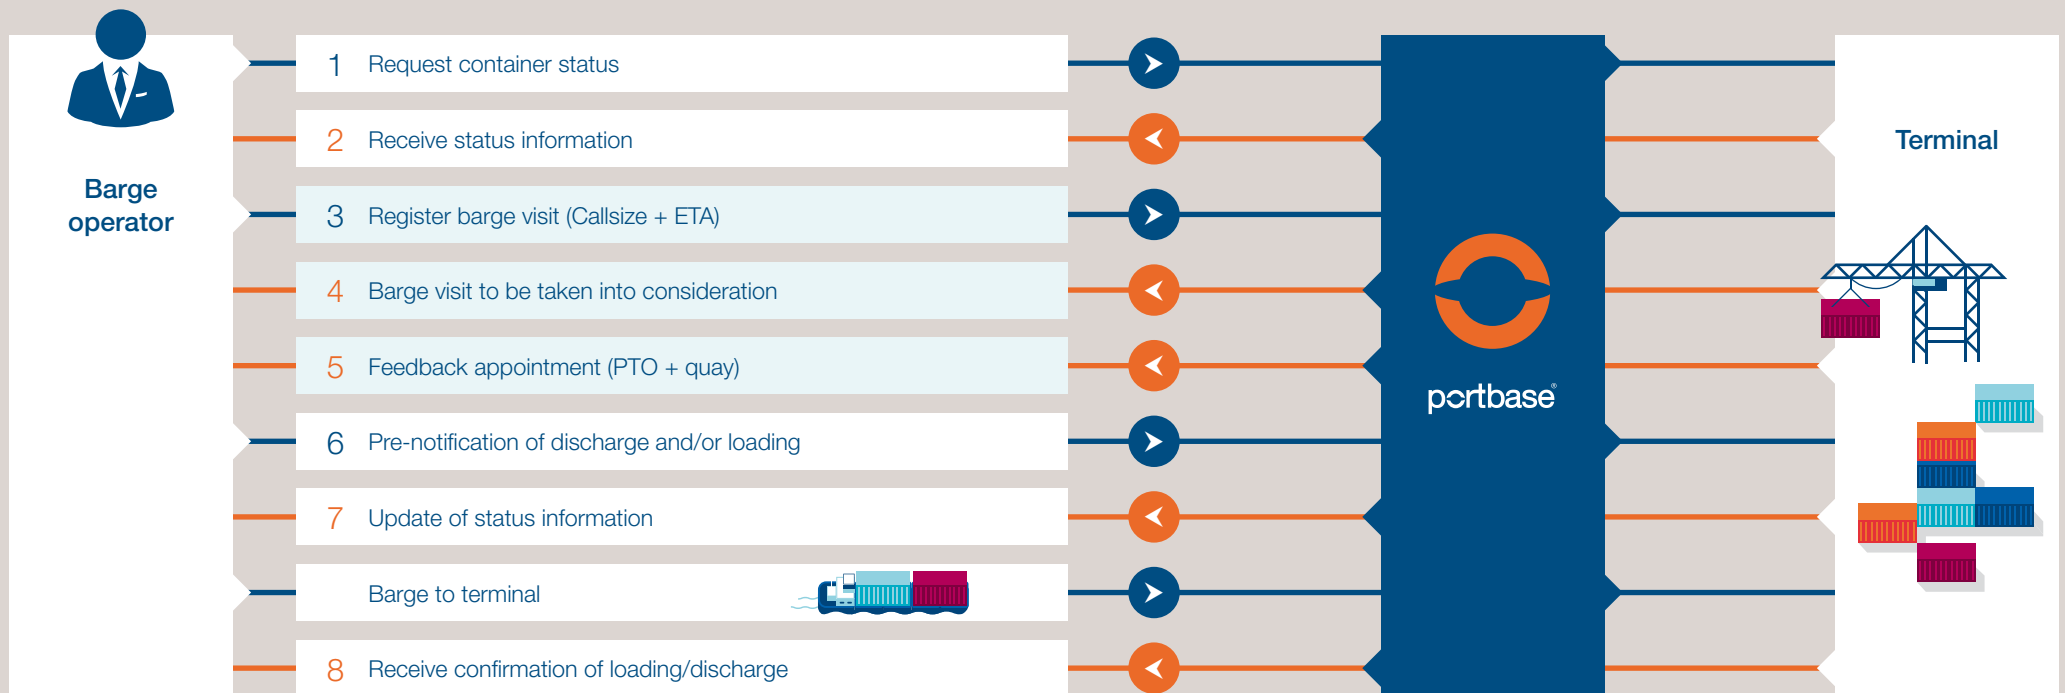 Barge
operator
1 Request container status
2 Receive status information
3 Register barge visit (Callsize + ETA)
4 Barge visit to be taken into consideration
5 Feedback appointment (PTO + quay)
6 Pre-notification of discharge and/or loading
7 Update of status information
Barge to terminal
8 Receive confirmation of loading/discharge
portbase®
Terminal